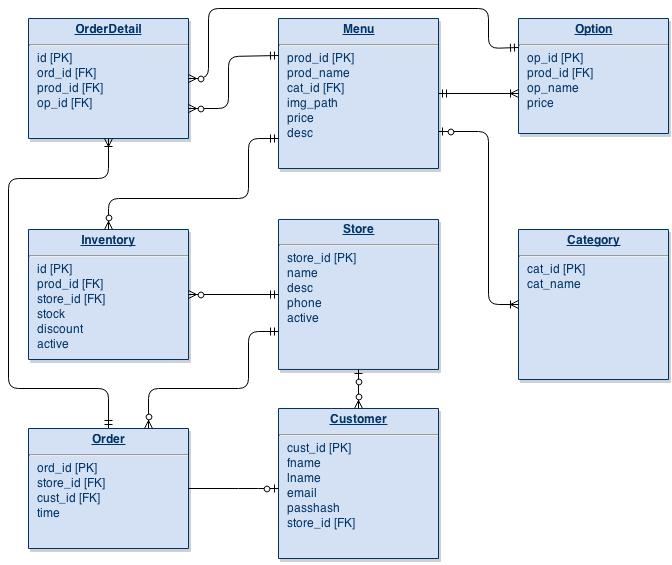 OrderDetail
id [PK]
ord_id [FK]
prod_id [FK]
op_id [FK]
Menu
prod_id [PK]
prod_name
cat_id [FK]
img_path
price
desc
Option
op_id [PK]
prod_id [FK]
op_name
price
Inventory
id [PK]
prod_id [FK]
store_id [FK]
stock
discount
active
Store
store_id [PK]
name
desc
phone
active
Category
cat_id [PK]
cat_name
Order
ord_id [PK]
store_id [FK]
cust_id [FK]
time
Customer
cust_id [PK]
fname
lname
email
passhash
store_id [FK]